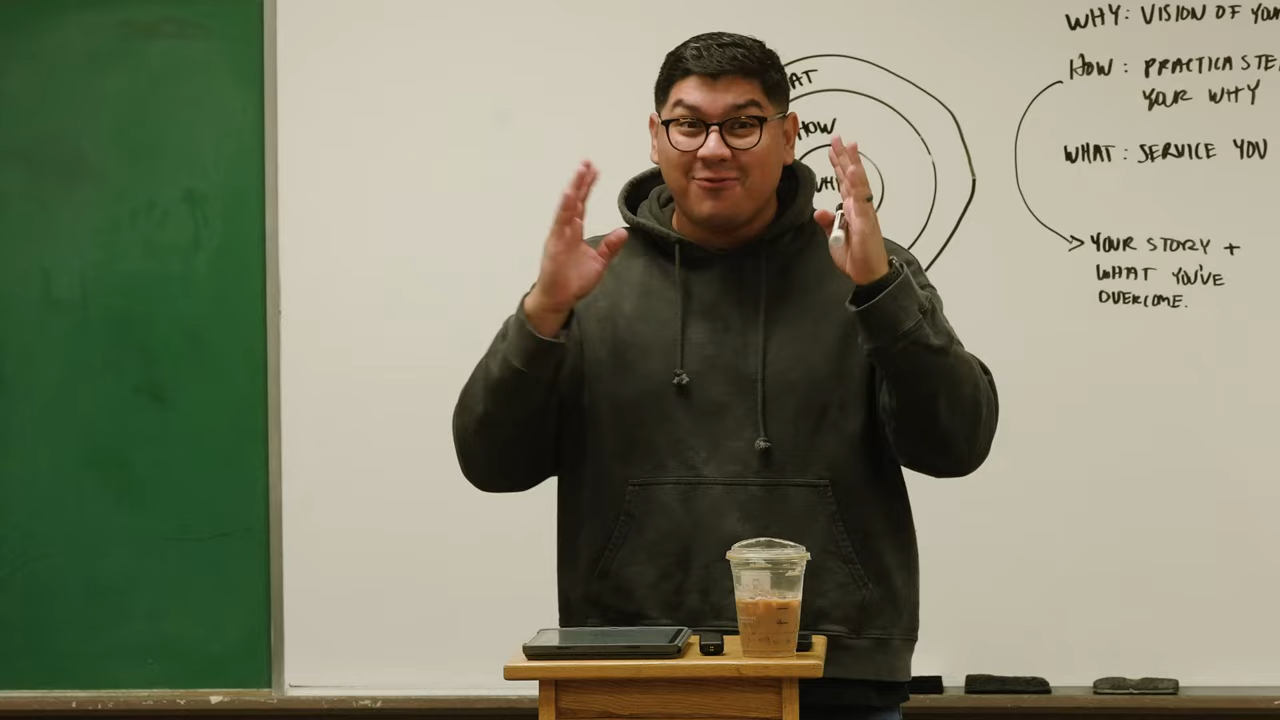 AT
HOW
WHY: VISION OF YOU
HOW: PRACTICA STE
YOUR WHY
WHAT: SERVICE YOU
YOUR STORY +
WHAT YOU'VE
OVERCOME.